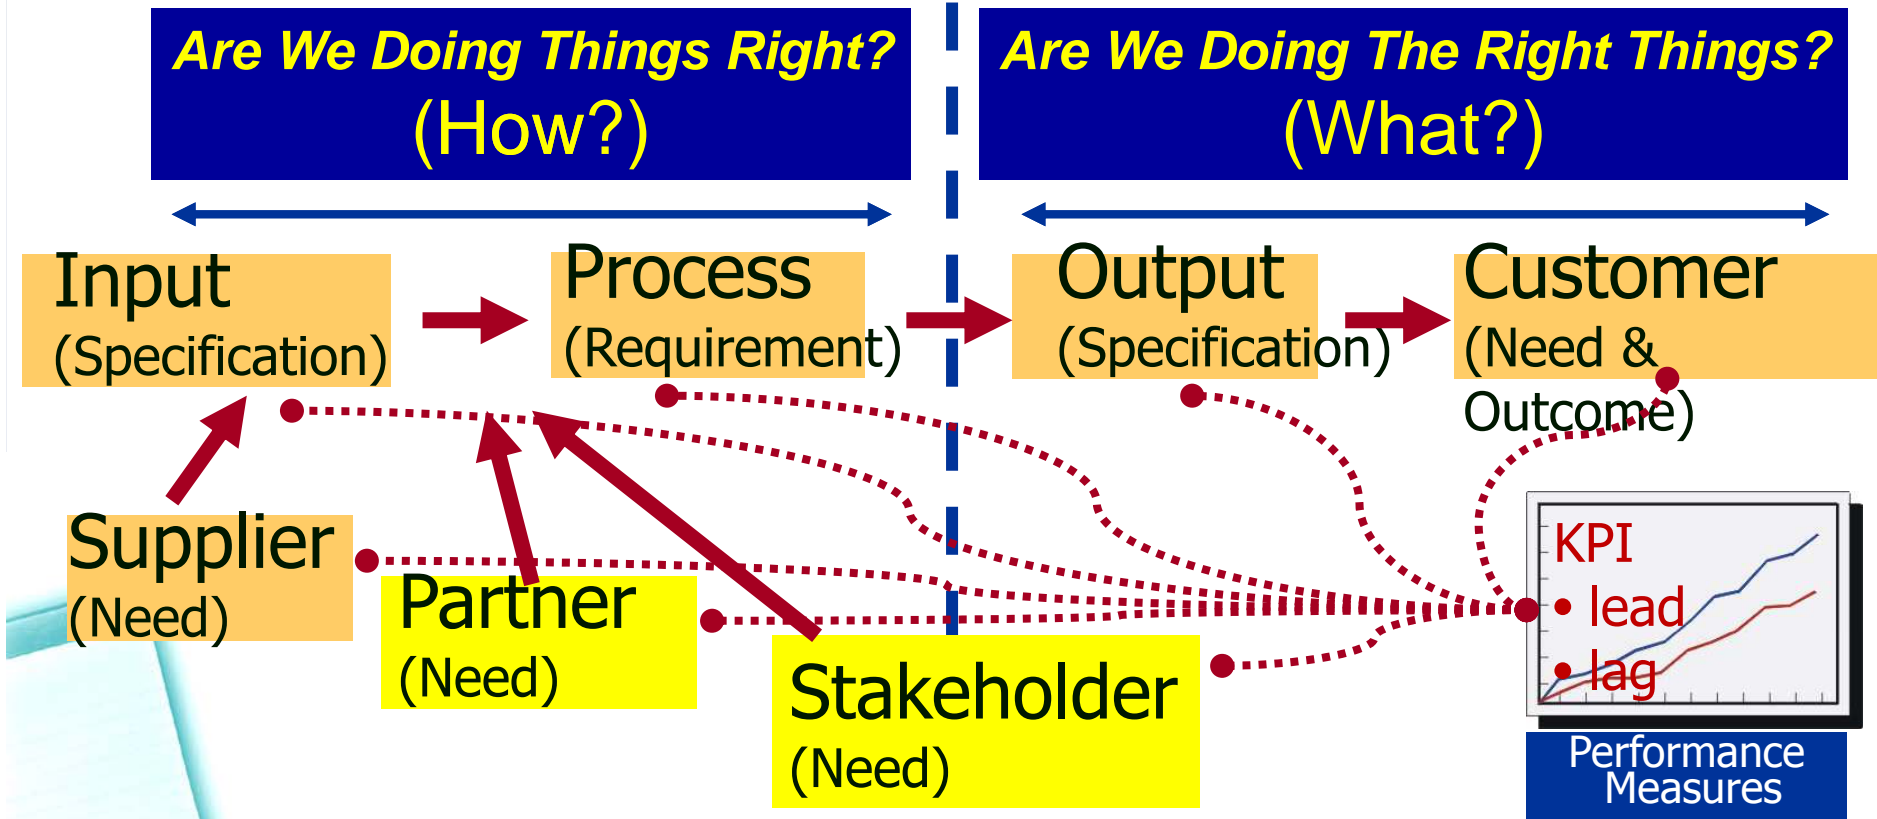 Are We Doing Things Right?
(How?)
Are We Doing The Right Things?
(What?)
Input
(Specification)
Process
(Requirement)
Output
(Specification)
Customer
(Need &
Outcome)
Supplier
(Need)
Partner
(Need)
Stakeholder
(Need)
KPI
• lead
• lag
Performance
Measures